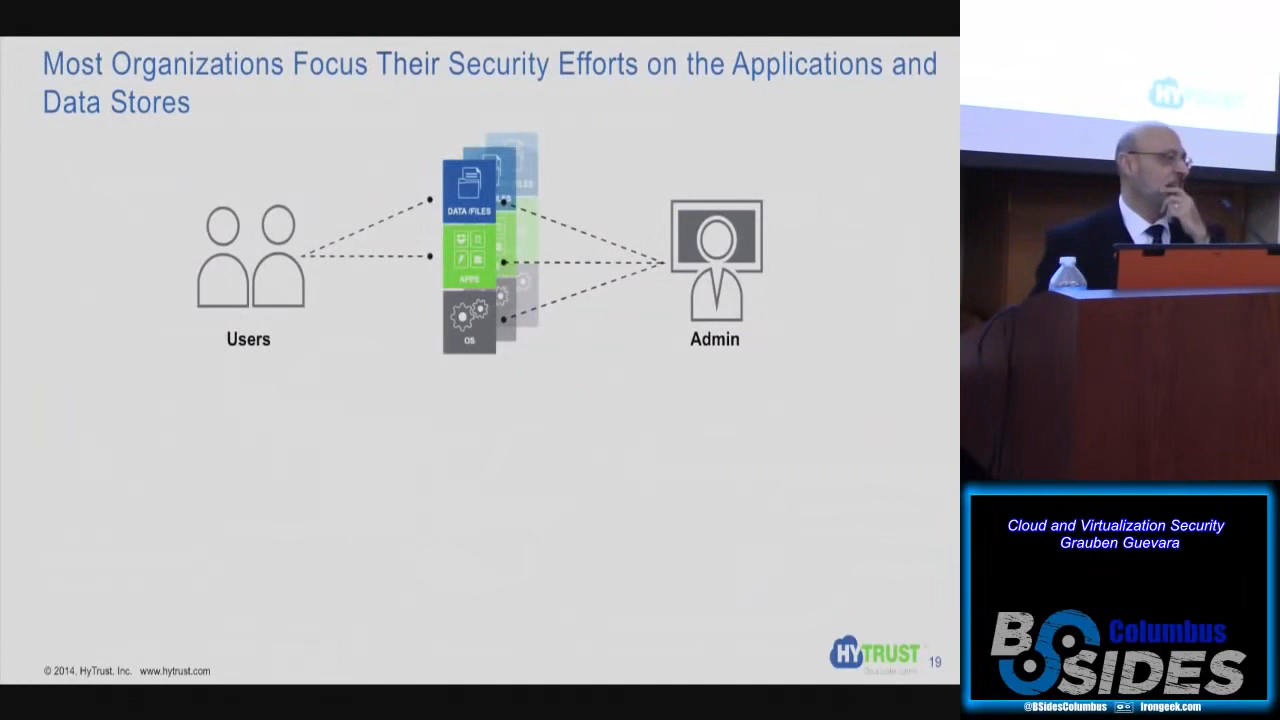 Most Organizations Focus Their Security Efforts on the Applications and
Data Stores
DATA /FILES
APPS
OS
Users
Admin
© 2014, HyTrust, Inc. www.hytrust.com
HYTRUST
19
HYTRUST
Cloud and Virtualization Security
Grauben Guevara
BSIDES
Columbus
@BSidesColumbus
Irongeek.com